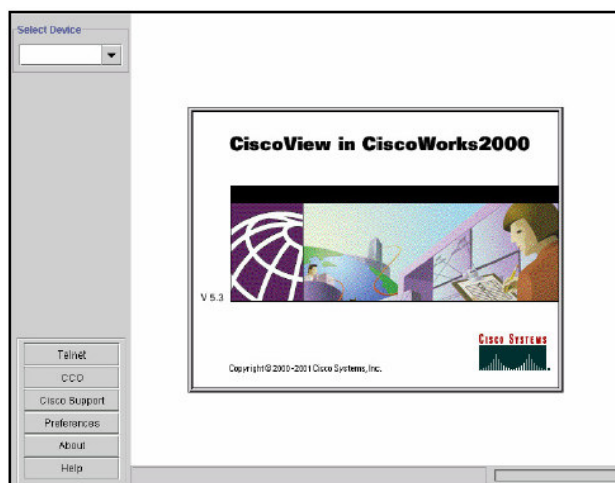 Select Device
CiscoView in CiscoWorks2000
V 5.3
CISCO SYSTEMS
Copyright © 2000-2001 Cisco Systems, Inc.
Telnet
CCO
Cisco Support
Preferences
About
Help